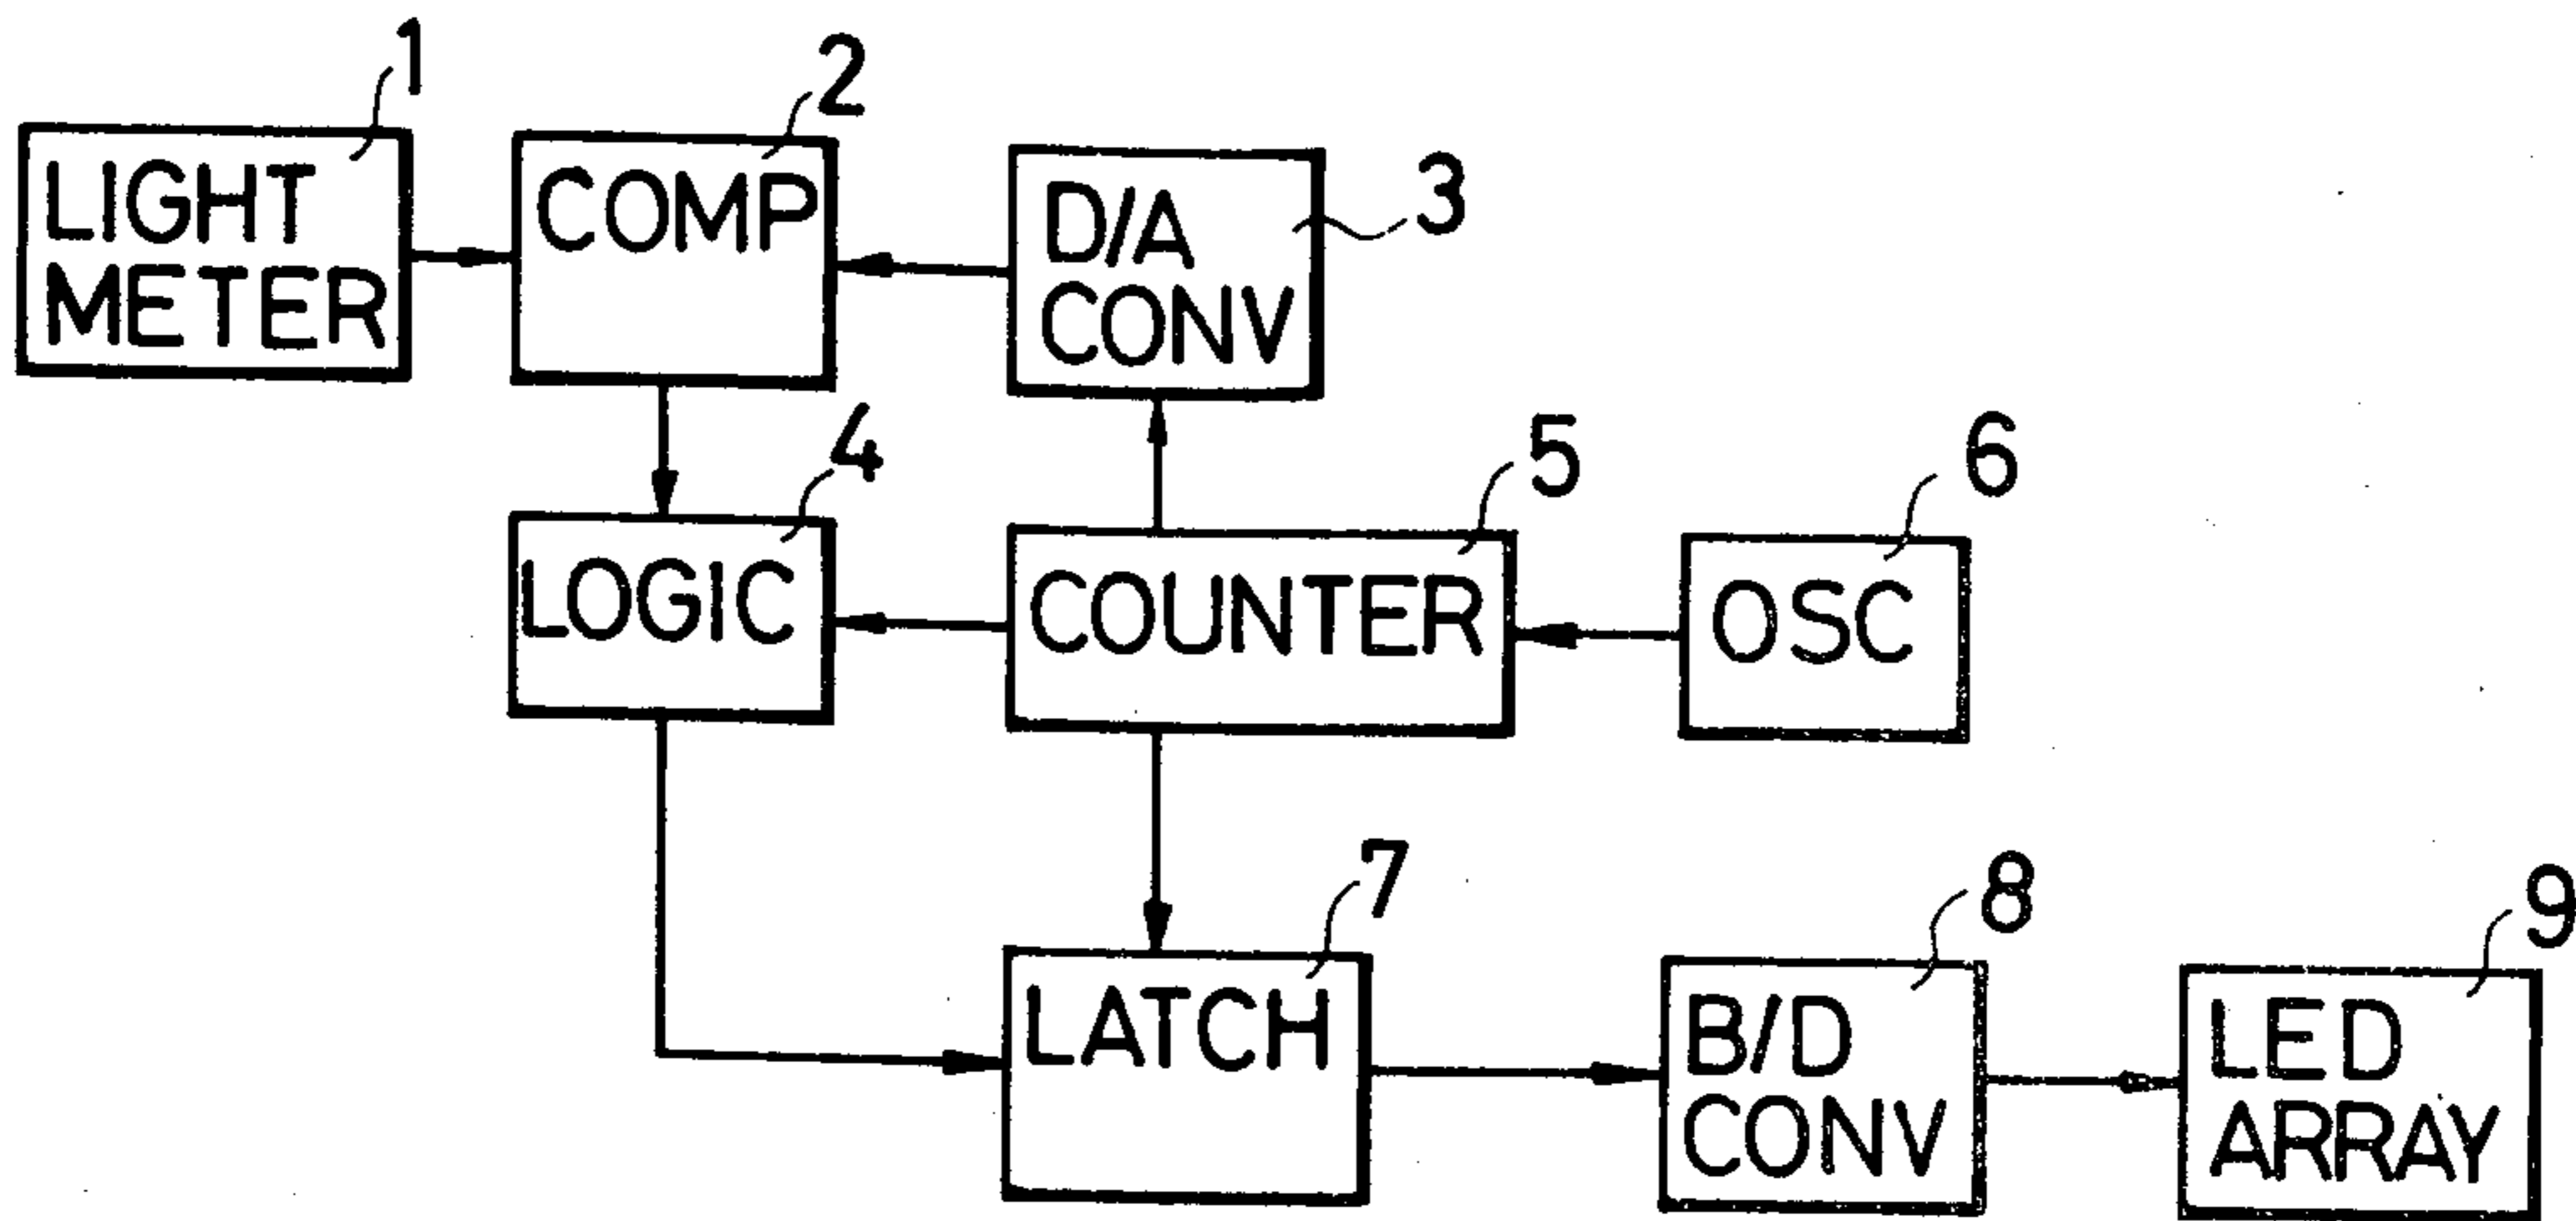 1
2
3
LIGHT
METER
COMP
D/A
CONV
4
5
6
LOGIC
COUNTER
OSC
7
8
9
LATCH
B/D
CONV
LED
ARRAY